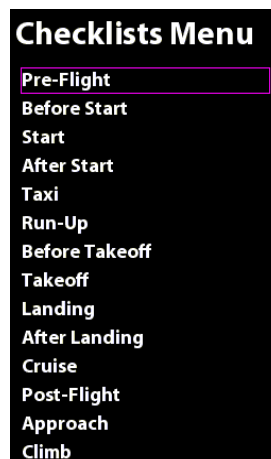 Checklists Menu
Pre-Flight
Before Start
Start
After Start
Taxi
Run-Up
Before Takeoff
Takeoff
Landing
After Landing
Cruise
Post-Flight
Approach
Climb